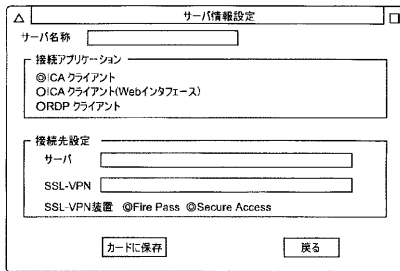 サーバ情報設定
サーバ名称
接続アプリケーション
◎ICA クライアント
○ICA クライアント(Webインタフェース)
○RDP クライアント
接続先設定
サーバ
SSL-VPN
SSL-VPN装置 ◎Fire Pass ◎Secure Access
カードに保存 戻る